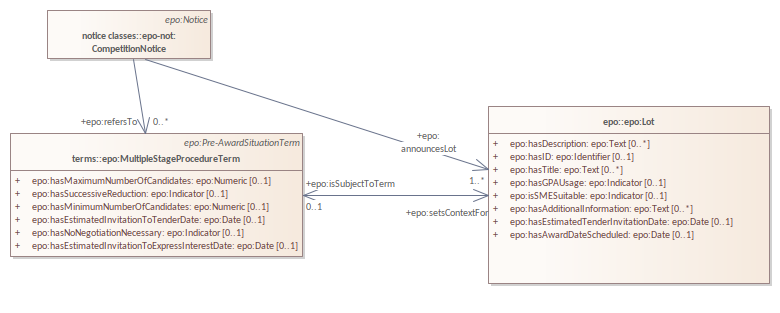 epo:Notice
notice classes::epo-not:
CompetitionNotice
+epo:refersTo 0..*
+epo:
announcesLot
1..*
epo:Pre-AwardSituationTerm
terms::epo:MultipleStageProcedureTerm
+ epo:hasMaximumNumberOfCandidates: epo:Numeric [0..1]
+ epo:hasSuccessiveReduction: epo:Indicator [0..1]
+ epo:hasMinimumNumberOfCandidates: epo:Numeric [0..1]
+ epo:hasEstimatedInvitationToTenderDate: epo:Date [0..1]
+ epo:hasNoNegotiationNecessary: epo:Indicator [0..1]
+ epo:hasEstimatedInvitationToExpressInterestDate: epo:Date [0..1]
+epo:isSubjectToTerm
0..1
+epo:setsContextFor
epo::epo:Lot
+ epo:hasDescription: epo:Text [0..*]
+ epo:hasID: epo:Identifier [0..1]
+ epo:hasTitle: epo:Text [0..*]
+ epo:hasGPAUsage: epo:Indicator [0..1]
+ epo:isSMESuitable: epo:Indicator [0..1]
+ epo:hasAdditionalInformation: epo:Text [0..*]
+ epo:hasEstimatedTenderInvitationDate: epo:Date [0..1]
+ epo:hasAwardDateScheduled: epo:Date [0..1]